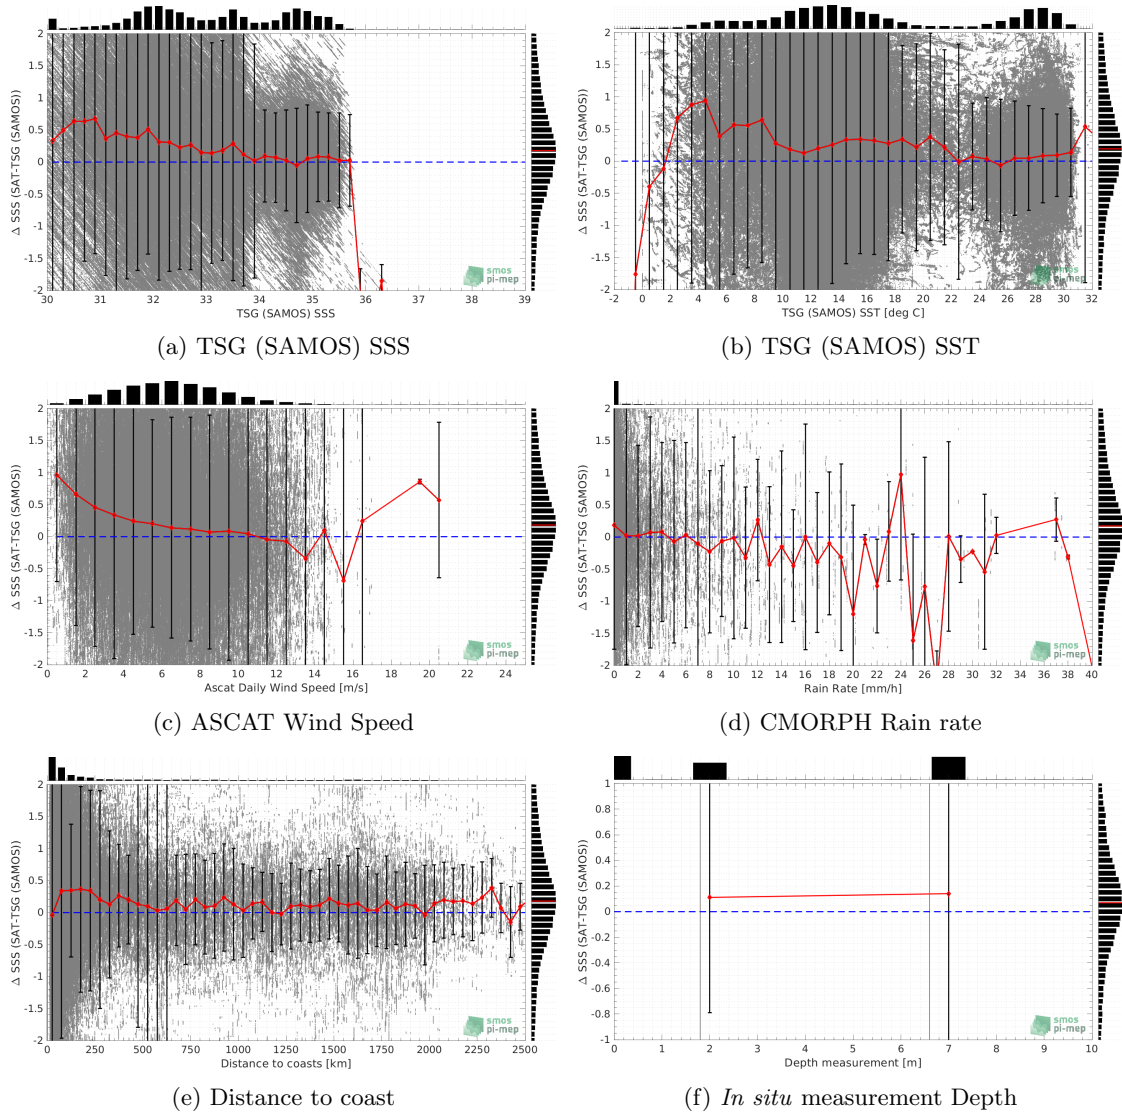 2
1.5
1
0.5
0
-0.5
-1
-1.5
-2
Δ SSS (SAT-TSG (SAMOS))
30 31 32 33 34 35 36 37 38 39
TSG (SAMOS) SSS
smos
pi-mep
(a) TSG (SAMOS) SSS
2
1.5
1
0.5
0
-0.5
-1
-1.5
-2
Δ SSS (SAT-TSG (SAMOS))
-2 0 2 4 6 8 10 12 14 16 18 20 22 24 26 28 30 32
TSG (SAMOS) SST [deg C]
smos
pi-mep
(b) TSG (SAMOS) SST
2
1.5
1
0.5
0
-0.5
-1
-1.5
-2
Δ SSS (SAT-TSG (SAMOS))
0 2 4 6 8 10 12 14 16 18 20 22 24
Ascat Daily Wind Speed [m/s]
smos
pi-mep
(c) ASCAT Wind Speed
2
1.5
1
0.5
0
-0.5
-1
-1.5
-2
Δ SSS (SAT-TSG (SAMOS))
0 2 4 6 8 10 12 14 16 18 20 22 24 26 28 30 32 34 36 38 40
Rain Rate [mm/h]
smos
pi-mep
(d) CMORPH Rain rate
2
1.5
1
0.5
0
-0.5
-1
-1.5
-2
Δ SSS (SAT-TSG (SAMOS))
0 250 500 750 1000 1250 1500 1750 2000 2250 2500
Distance to coasts [km]
smos
pi-mep
(e) Distance to coast
1
0.8
0.6
0.4
0.2
0
-0.2
-0.4
-0.6
-0.8
-1
Δ SSS (SAT-TSG (SAMOS))
0 1 2 3 4 5 6 7 8 9 10
Depth measurement [m]
smos
pi-mep
(f) In situ measurement Depth